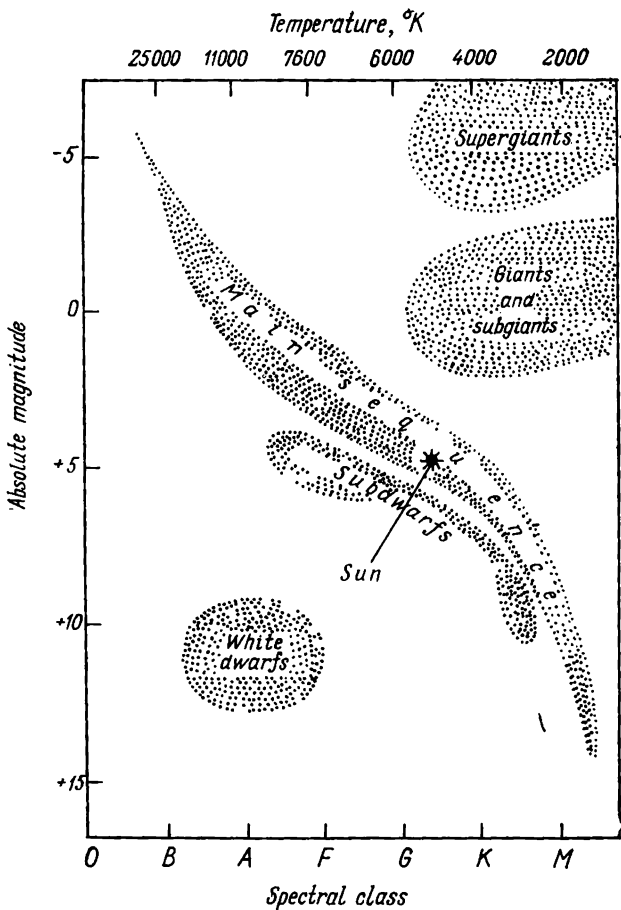 Temperature, °K
25000 11000 7600 6000 4000 2000
Supergiants
-5
Giants
and
subgiants
0
Main sequence
Absolute magnitude
+5
Subdwarfs
Sun
+10
White
dwarfs
+15
O B A F G K M
Spectral class